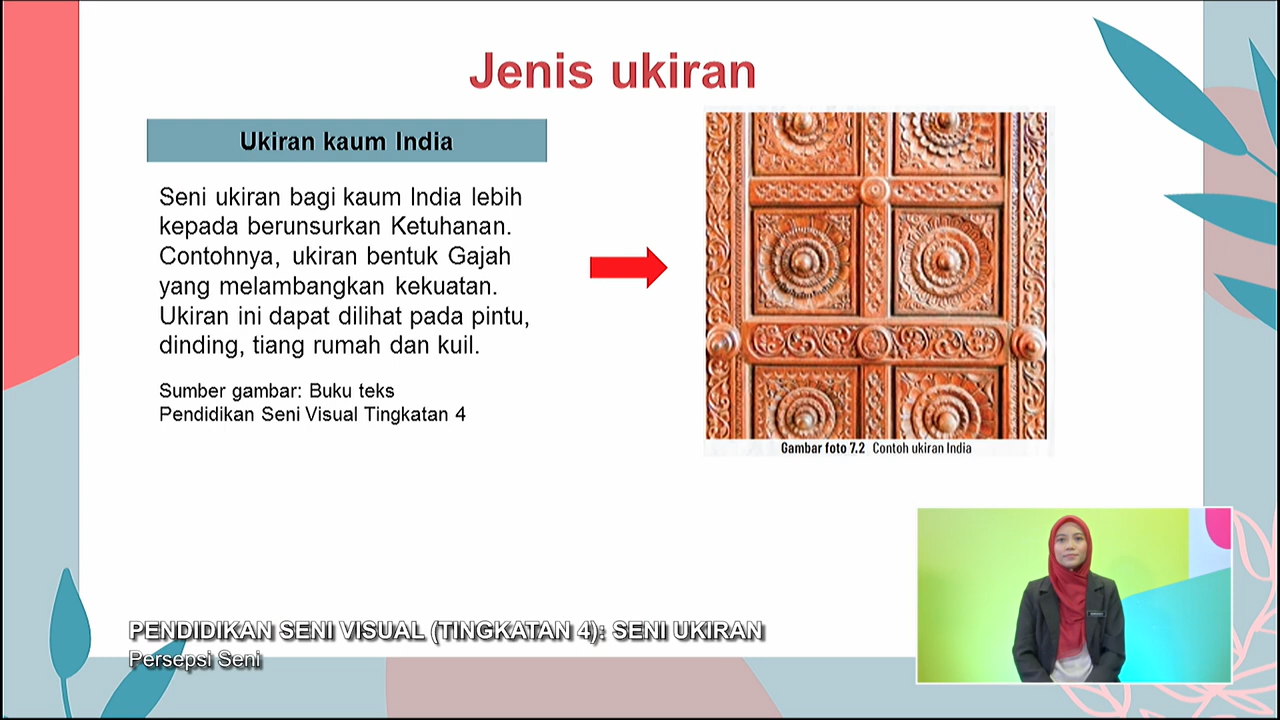 Jenis ukiran
Ukiran kaum India
Seni ukiran bagi kaum India lebih
kepada berunsurkan Ketuhanan.
Contohnya, ukiran bentuk Gajah
yang melambangkan kekuatan.
Ukiran ini dapat dilihat pada pintu,
dinding, tiang rumah dan kuil.
Sumber gambar: Buku teks
Pendidikan Seni Visual Tingkatan 4
Gambar foto 7.2 Contoh ukiran India
PENDIDIKAN SENI VISUAL (TINGKATAN 4): SENI UKIRAN
Persepsi Seni